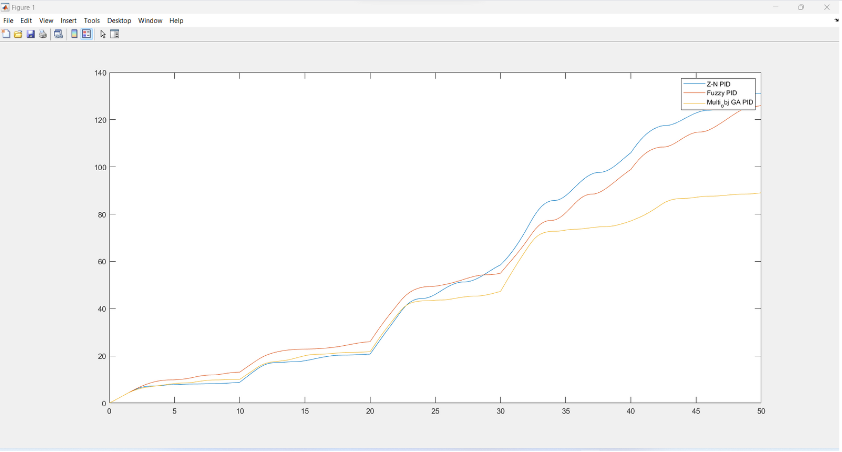 Figure 1
File Edit View Insert Tools Desktop Window Help
140
120
100
80
60
40
20
0
0 5 10 15 20 25 30 35 40 45 50
Z-N PID
Fuzzy PID
Multi_obj GA PID